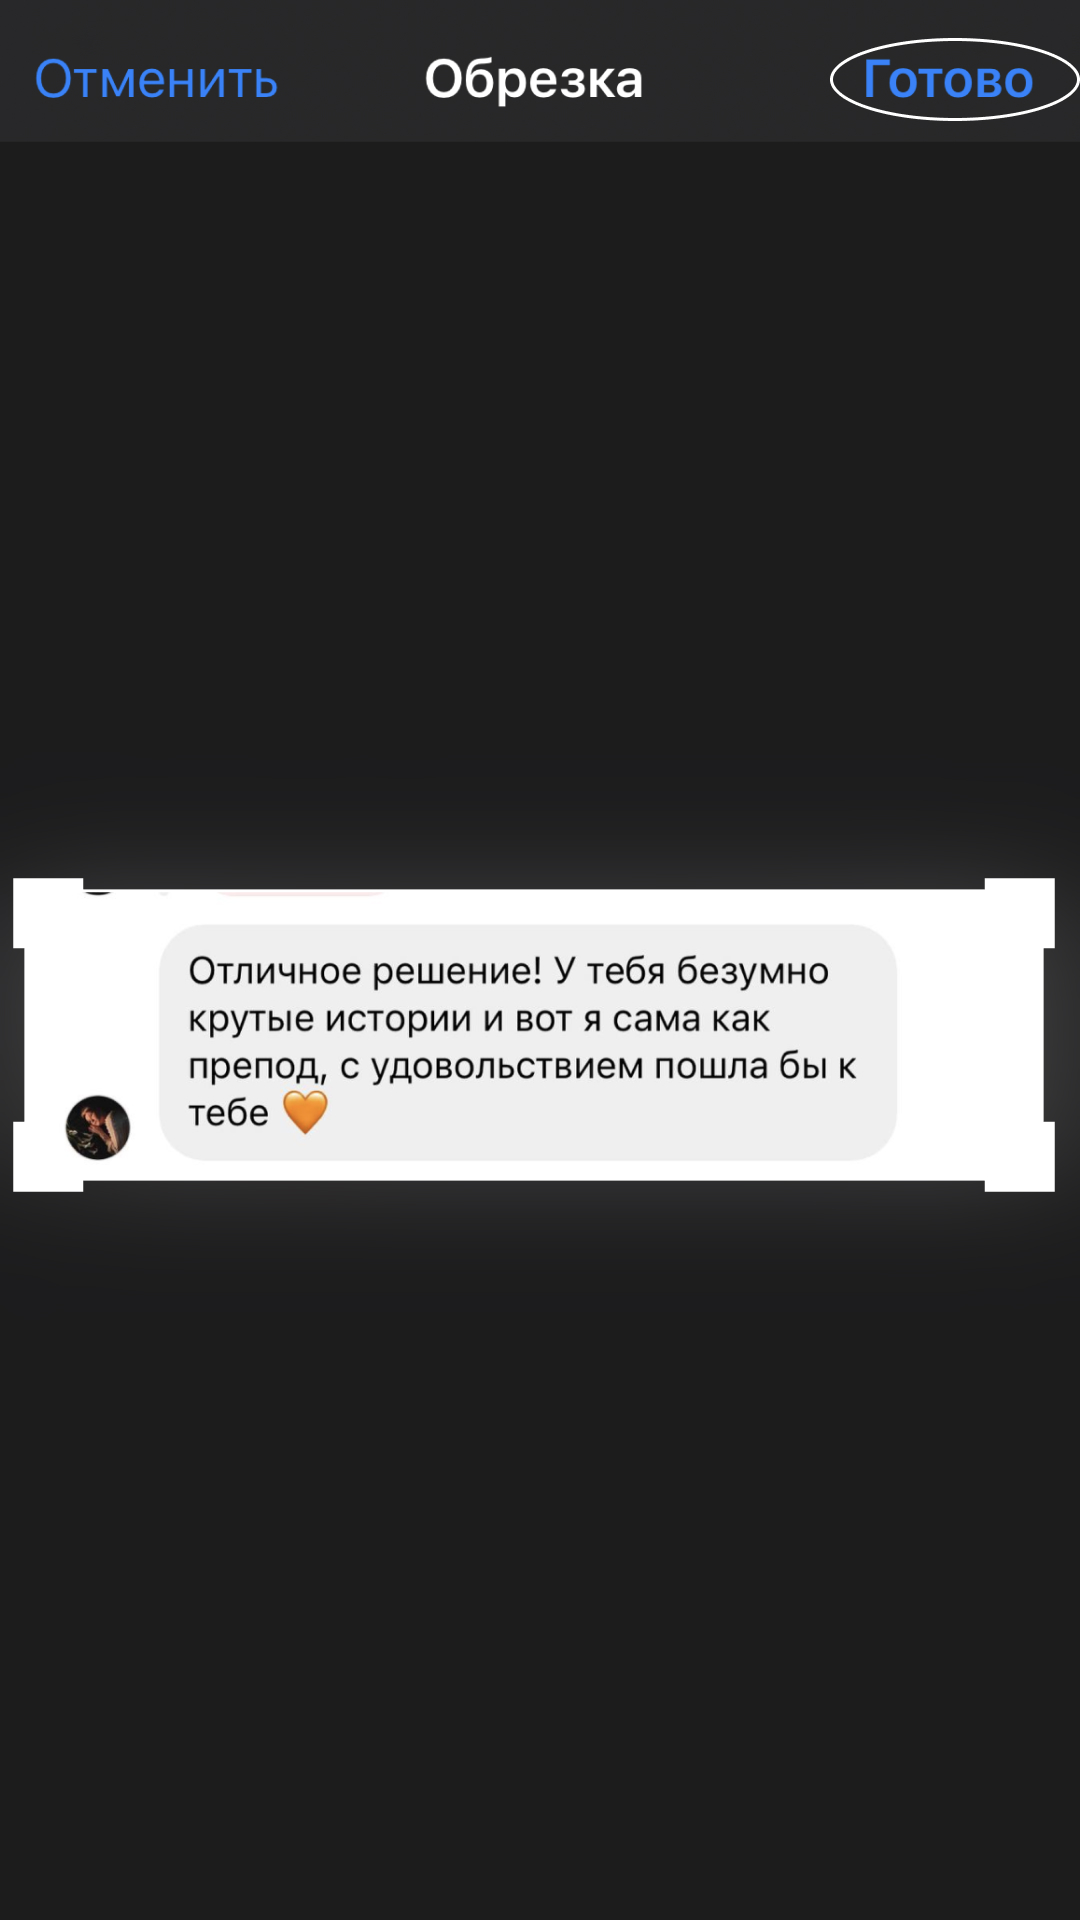 Отменить Обрезка Готово
Отличное решение! У тебя безумно
крутые истории и вот я сама как
препод, с удовольствием пошла бы к
тебе 🧡